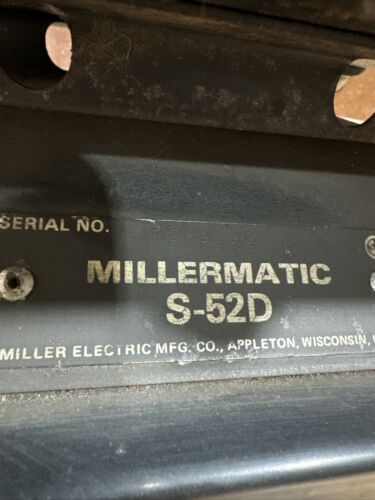 SERIAL NO.
MILLERMATIC
S-52D
MILLER ELECTRIC MFG. CO., APPLETON, WISCONSIN,